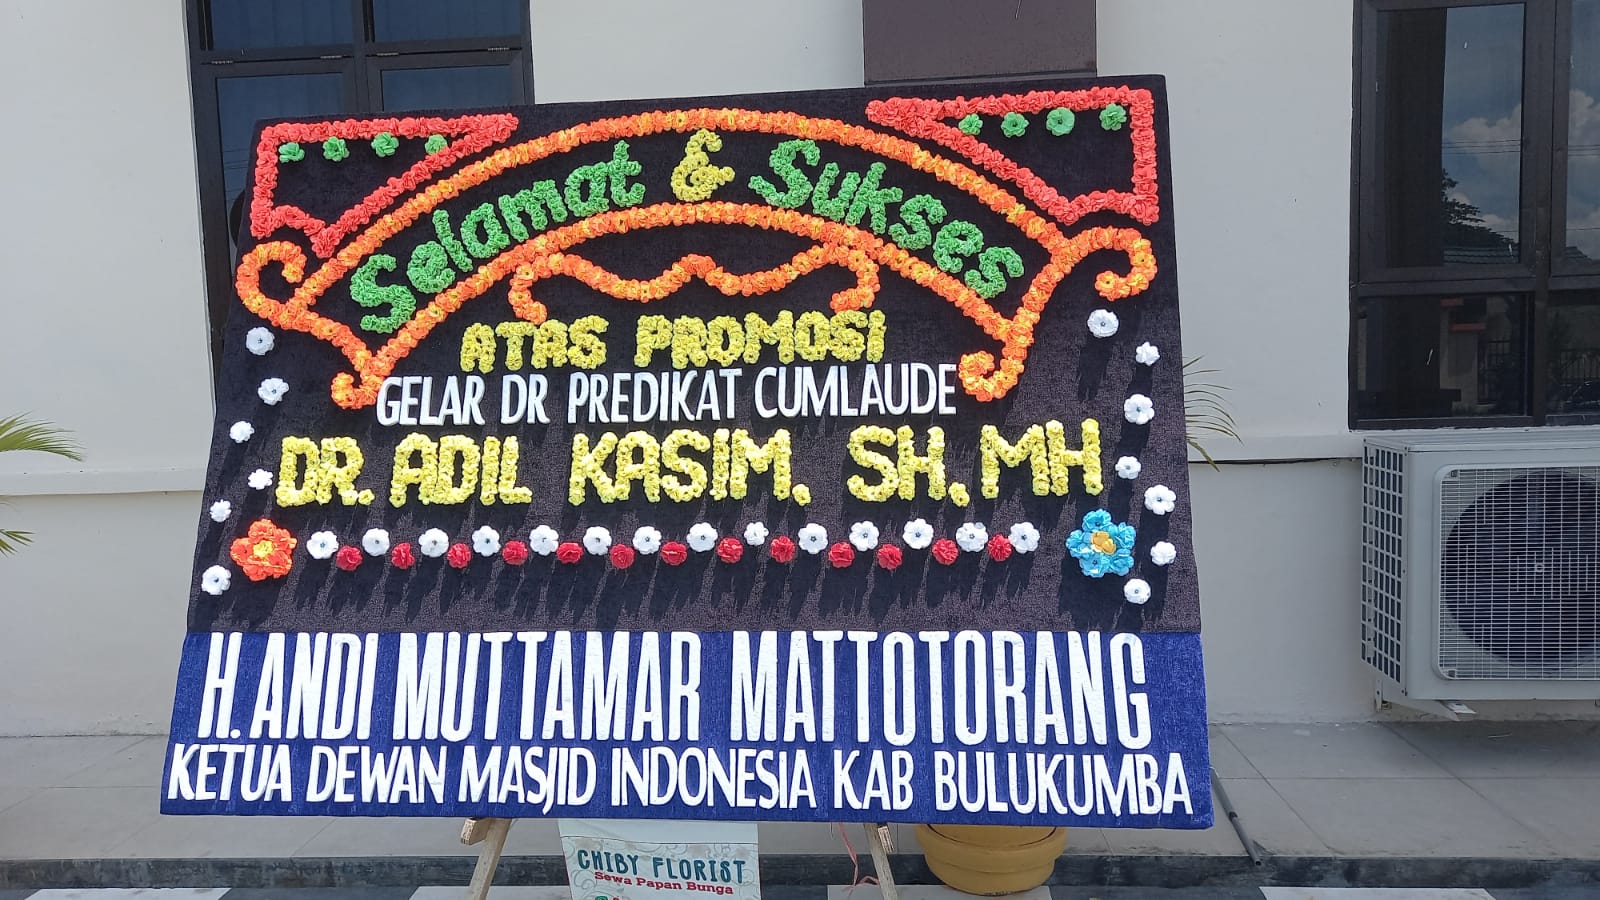 Selamat & Sukses
ATAS PROMOSI
GELAR DR PREDIKAT CUMLAUDE
DR. ADIL KASIM. SH, MH
H. ANDI MUTTAMAR MATTOTORANG
KETUA DEWAN MASJID INDONESIA KAB BULUKUMBA
CHIBY FLORIST
Sewa Papan Bunga